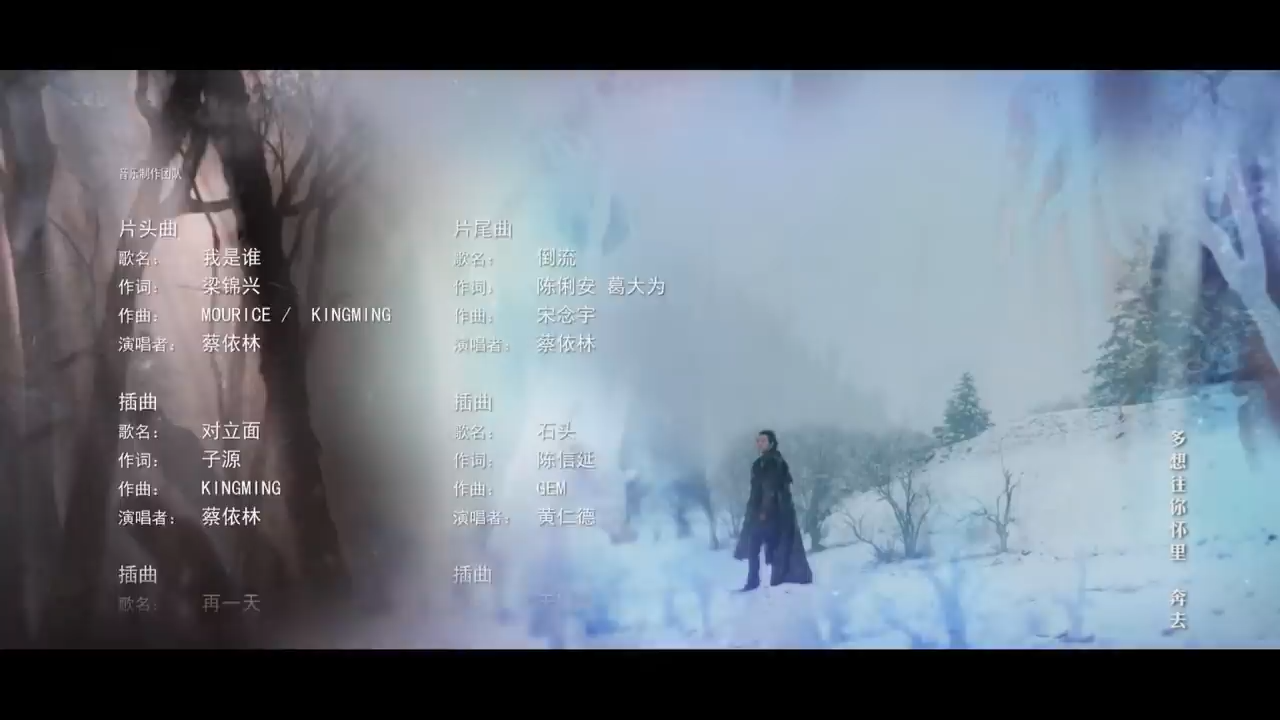 音乐制作团队
片头曲
歌名： 我是谁
作词： 梁锦兴
作曲： MOURICE / KINGMING
演唱者： 蔡依林
片尾曲
歌名： 倒流
作词： 陈俐安 葛大为
作曲： 宋念宇
演唱者： 蔡依林
插曲
歌名： 对立面
作词： 子源
作曲： KINGMING
演唱者： 蔡依林
插曲
歌名： 石头
作词： 陈信延
作曲： GEM
演唱者： 黄仁德
插曲
歌名： 再一天
插曲
多想往你怀里 奔去